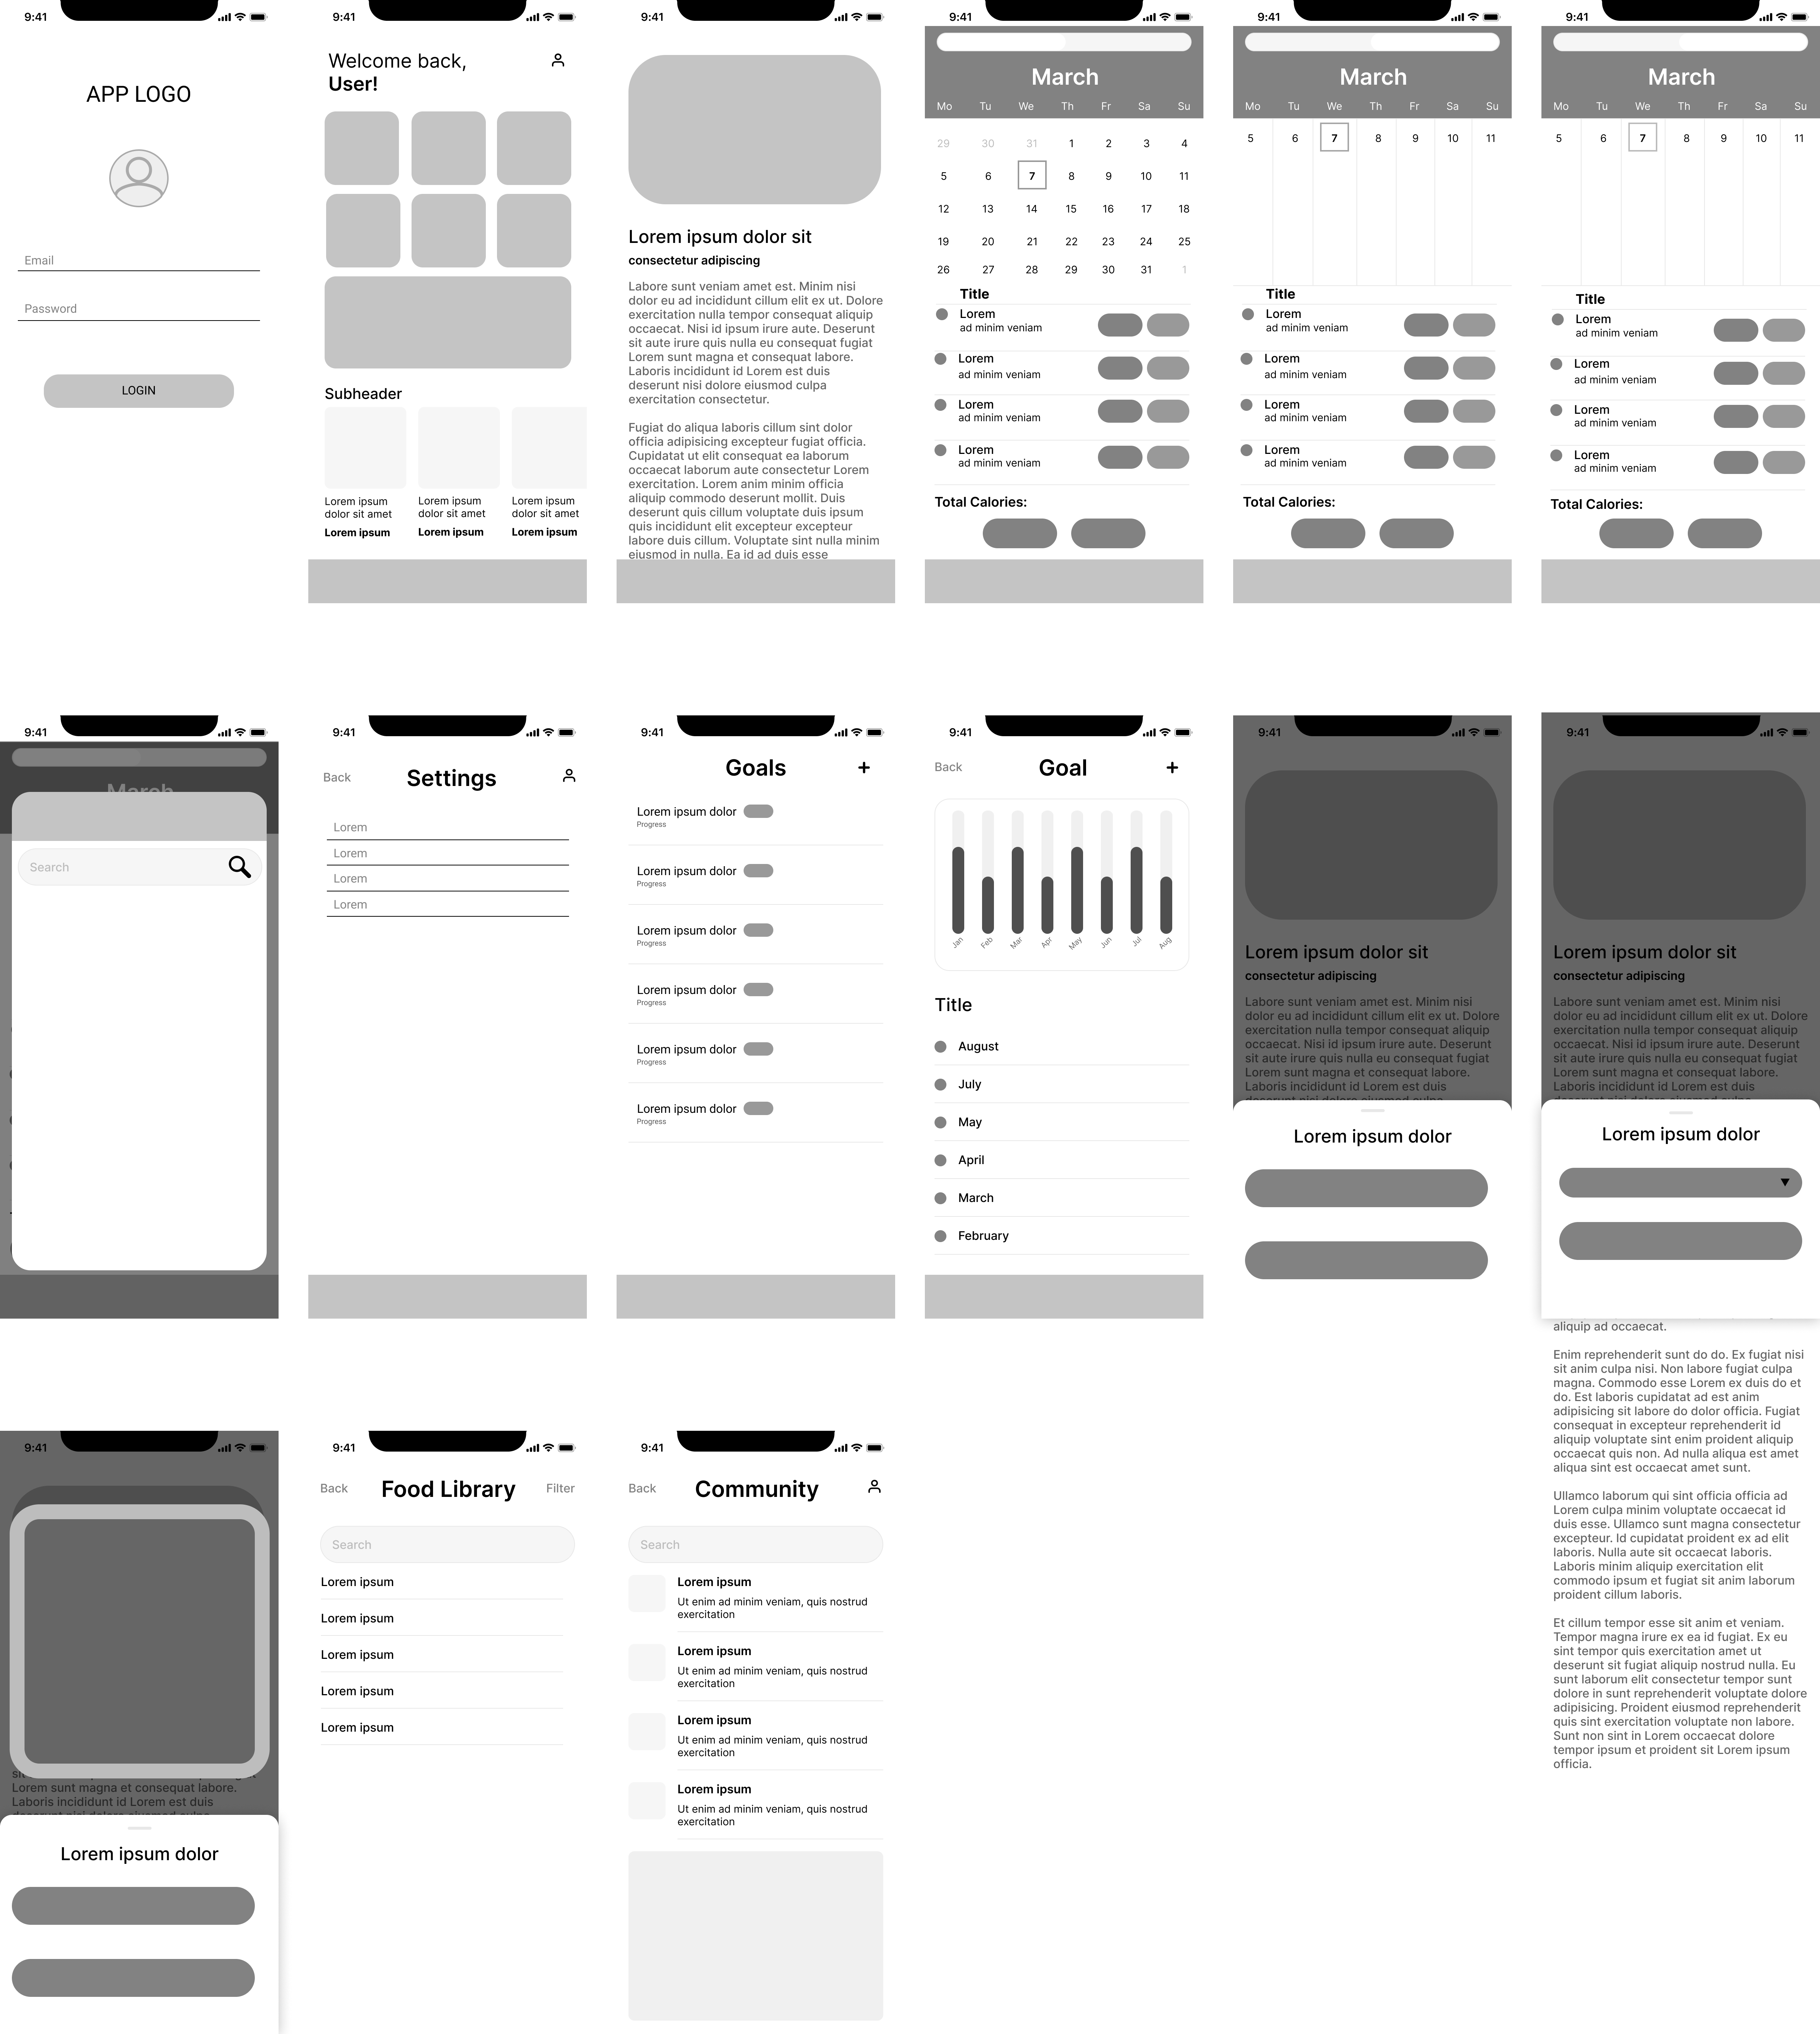 9:41
APP LOGO
Email
Password
LOGIN
9:41
Welcome back,
User!
Subheader
Lorem ipsum
dolor sit amet
Lorem ipsum
Lorem ipsum
dolor sit amet
Lorem ipsum
Lorem ipsum
dolor sit amet
Lorem ipsum
9:41
Lorem ipsum dolor sit
consectetur adipiscing
Labore sunt veniam amet est. Minim nisi
dolor eu ad incididunt cillum elit ex ut. Dolore
exercitation nulla tempor consequat aliquip
occaecat. Nisi id ipsum irure aute. Deserunt
sit aute irure quis nulla eu consequat fugiat
Lorem sunt magna et consequat labore.
Laboris incididunt id Lorem est duis
deserunt nisi dolore eiusmod culpa
exercitation consectetur.
Fugiat do aliqua laboris cillum sint dolor
officia adipisicing excepteur fugiat officia.
Cupidatat ut elit consequat ea laborum
occaecat laborum aute consectetur Lorem
exercitation. Lorem anim minim officia
aliquip commodo deserunt mollit. Duis
deserunt quis cillum voluptate duis ipsum
quis incididunt elit excepteur excepteur
labore duis cillum. Voluptate sint nulla minim
eiusmod in nulla. Ea id ad duis esse
9:41
March
Mo Tu We Th Fr Sa Su
29 30 31 1 2 3 4
5 6 7 8 9 10 11
12 13 14 15 16 17 18
19 20 21 22 23 24 25
26 27 28 29 30 31 1
Title
Lorem
ad minim veniam
Lorem
ad minim veniam
Lorem
ad minim veniam
Lorem
ad minim veniam
Total Calories:
9:41
March
Mo Tu We Th Fr Sa Su
5 6 7 8 9 10 11
Title
Lorem
ad minim veniam
Lorem
ad minim veniam
Lorem
ad minim veniam
Lorem
ad minim veniam
Total Calories:
9:41
March
Mo Tu We Th Fr Sa Su
5 6 7 8 9 10 11
Title
Lorem
ad minim veniam
Lorem
ad minim veniam
Lorem
ad minim veniam
Lorem
ad minim veniam
Total Calories:
9:41
March
Search
9:41
Back
Settings
Lorem
Lorem
Lorem
Lorem
9:41
Goals
+
Lorem ipsum dolor
Progress
Lorem ipsum dolor
Progress
Lorem ipsum dolor
Progress
Lorem ipsum dolor
Progress
Lorem ipsum dolor
Progress
Lorem ipsum dolor
Progress
9:41
Back
Goal
+
Jan Feb Mar Apr May Jun Jul Aug
Title
August
July
May
April
March
February
9:41
Lorem ipsum dolor sit
consectetur adipiscing
Labore sunt veniam amet est. Minim nisi
dolor eu ad incididunt cillum elit ex ut. Dolore
exercitation nulla tempor consequat aliquip
occaecat. Nisi id ipsum irure aute. Deserunt
sit aute irure quis nulla eu consequat fugiat
Lorem sunt magna et consequat labore.
Laboris incididunt id Lorem est duis
deserunt nisi dolore eiusmod culpa
Lorem ipsum dolor
9:41
Lorem ipsum dolor sit
consectetur adipiscing
Labore sunt veniam amet est. Minim nisi
dolor eu ad incididunt cillum elit ex ut. Dolore
exercitation nulla tempor consequat aliquip
occaecat. Nisi id ipsum irure aute. Deserunt
sit aute irure quis nulla eu consequat fugiat
Lorem sunt magna et consequat labore.
Laboris incididunt id Lorem est duis
deserunt nisi dolore eiusmod culpa
Lorem ipsum dolor
aliquip ad occaecat.
Enim reprehenderit sunt do do. Ex fugiat nisi
sit anim culpa nisi. Non labore fugiat culpa
magna. Commodo esse Lorem ex duis do et
do. Est laboris cupidatat ad est anim
adipisicing sit labore do dolor officia. Fugiat
consequat in excepteur reprehenderit id
aliquip voluptate sint enim proident aliquip
occaecat quis non. Ad nulla aliqua est amet
aliqua sint est occaecat amet sunt.
Ullamco laborum qui sint officia officia ad
Lorem culpa minim voluptate occaecat id
duis esse. Ullamco sunt magna consectetur
excepteur. Id cupidatat proident ex ad elit
laboris. Nulla aute sit occaecat laboris.
Laboris minim aliquip exercitation elit
commodo ipsum et fugiat sit anim laborum
proident cillum laboris.
Et cillum tempor esse sit anim et veniam.
Tempor magna irure ex ea id fugiat. Ex eu
sint tempor quis exercitation amet ut
deserunt sit fugiat aliquip nostrud nulla. Eu
sunt laborum elit consectetur tempor sunt
dolore in sunt reprehenderit voluptate dolore
adipisicing. Proident eiusmod reprehenderit
quis sint exercitation voluptate non labore.
Sunt non sint in Lorem occaecat dolore
tempor ipsum et proident sit Lorem ipsum
officia.
9:41
Lorem sunt magna et consequat labore.
Laboris incididunt id Lorem est duis
deserunt nisi dolore eiusmod culpa
Lorem ipsum dolor
9:41
Back
Food Library
Filter
Search
Lorem ipsum
Lorem ipsum
Lorem ipsum
Lorem ipsum
Lorem ipsum
9:41
Back
Community
Search
Lorem ipsum
Ut enim ad minim veniam, quis nostrud
exercitation
Lorem ipsum
Ut enim ad minim veniam, quis nostrud
exercitation
Lorem ipsum
Ut enim ad minim veniam, quis nostrud
exercitation
Lorem ipsum
Ut enim ad minim veniam, quis nostrud
exercitation